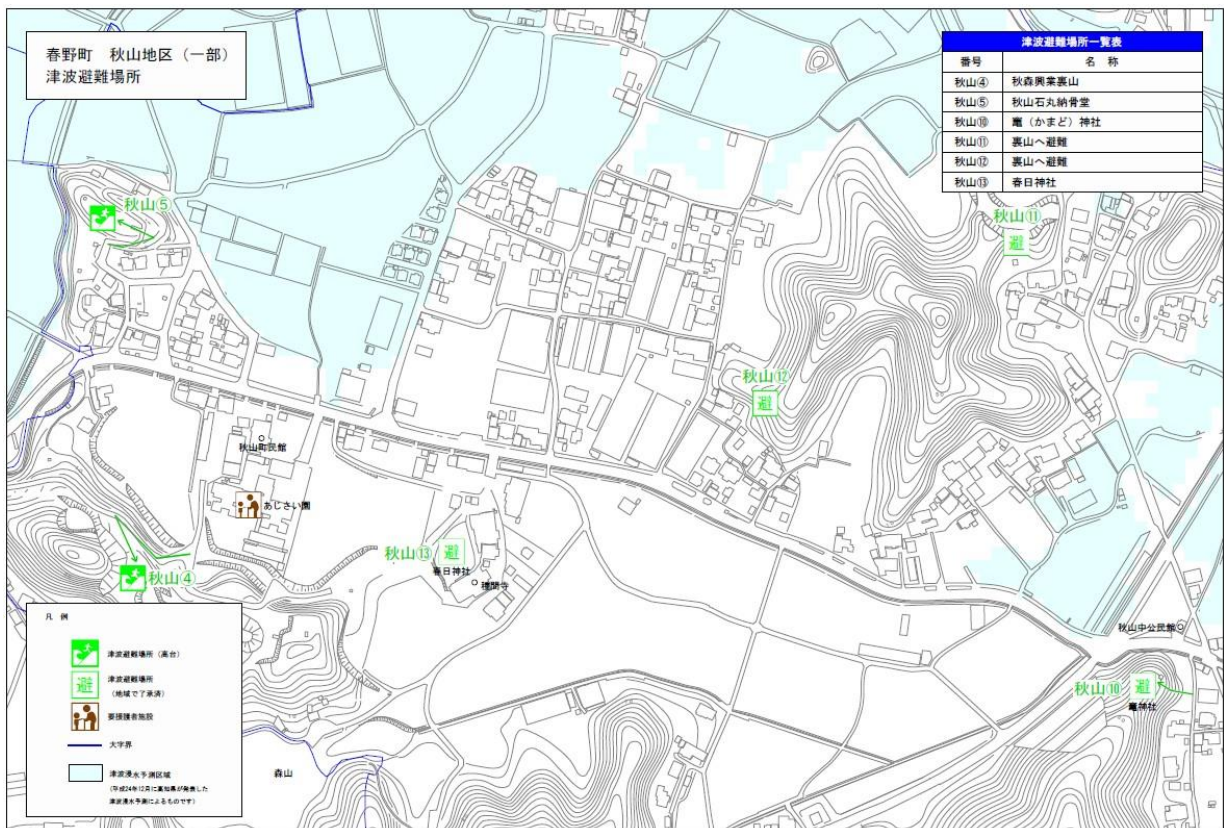 春野町 秋山地区（一部）
津波避難場所
津波避難場所一覧表
番号 名 称
秋山④ 秋森興業裏山
秋山⑤ 秋山石丸納骨堂
秋山⑩ 竈（かまど）神社
秋山⑪ 裏山へ避難
秋山⑫ 裏山へ避難
秋山⑬ 春日神社
秋山⑤
秋山⑪
避
秋山⑫
避
秋山町民館
あじさい園
秋山⑬
避
春日神社
種間寺
秋山④
秋山中公民館
秋山⑩
避
竈神社
森山
凡 例
津波避難場所（高台）
避
津波避難場所
（地域で了承済）
要援護者施設
大字界
津波浸水予測区域
（平成24年12月に高知県が発表した
津波浸水予測によるものです）